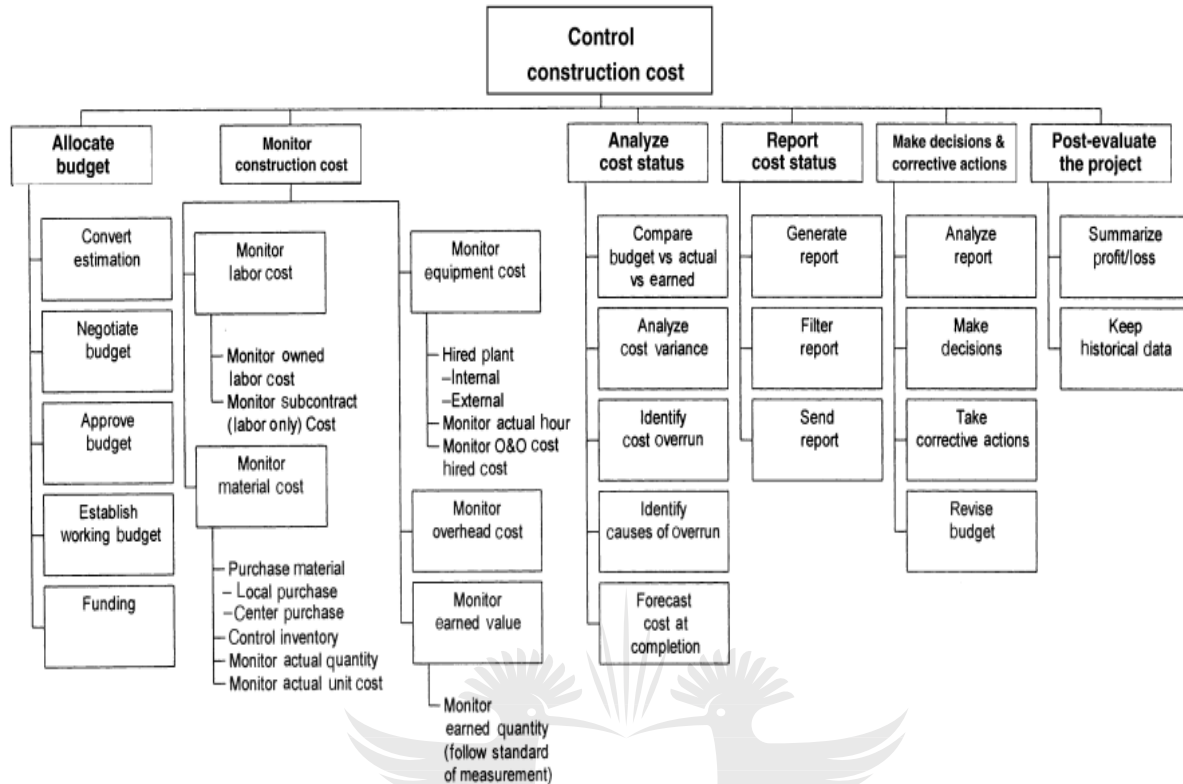 Control
construction cost
Allocate
budget
Convert
estimation
Negotiate
budget
Approve
budget
Establish
working budget
Funding
Monitor
construction cost
Monitor
labor cost
Monitor owned
labor cost
Monitor subcontract
(labor only) Cost
Monitor
material cost
Purchase material
–Local purchase
–Center purchase
Control inventory
Monitor actual quantity
Monitor actual unit cost
Monitor
equipment cost
Hired plant
–Internal
–External
Monitor actual hour
Monitor O&O cost
hired cost
Monitor
overhead cost
Monitor
earned value
Monitor
earned quantity
(follow standard
of measurement)
Analyze
cost status
Compare
budget vs actual
vs earned
Analyze
cost variance
Identify
cost overrun
Identify
causes of overrun
Forecast
cost at
completion
Report
cost status
Generate
report
Filter
report
Send
report
Make decisions &
corrective actions
Analyze
report
Make
decisions
Take
corrective actions
Revise
budget
Post-evaluate
the project
Summarize
profit/loss
Keep
historical data